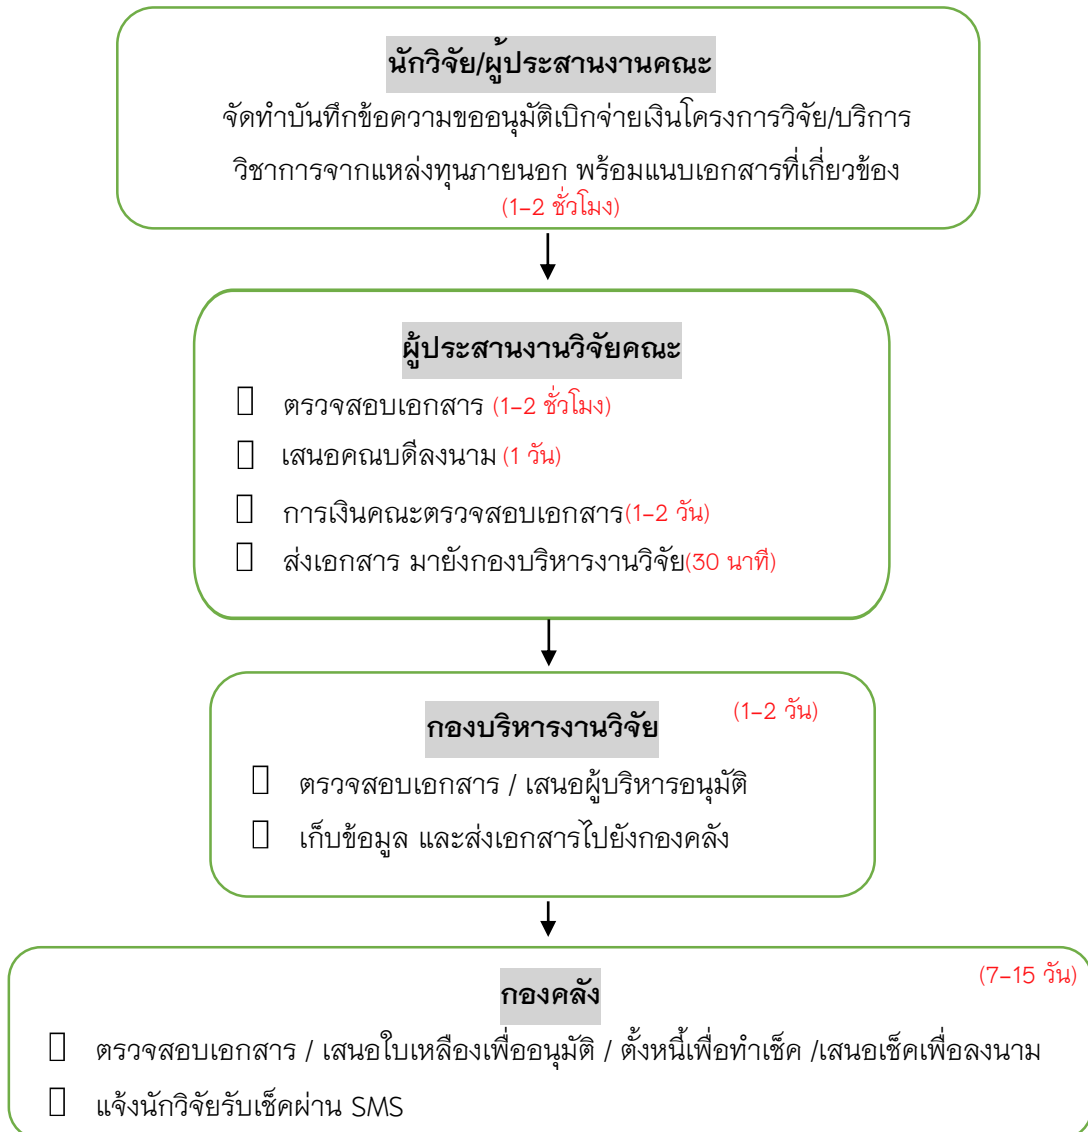 นักวิจัย/ผู้ประสานงานคณะ
จัดทำบันทึกข้อความขออนุมัติเบิกจ่ายเงินโครงการวิจัย/บริการ
วิชาการจากแหล่งทุนภายนอก พร้อมแนบเอกสารที่เกี่ยวข้อง
(1-2 ชั่วโมง)
ผู้ประสานงานวิจัยคณะ
ตรวจสอบเอกสาร (1-2 ชั่วโมง)
เสนอคณบดีลงนาม (1 วัน)
การเงินคณะตรวจสอบเอกสาร(1-2 วัน)
ส่งเอกสาร มายังกองบริหารงานวิจัย(30 นาที)
(1-2 วัน)
กองบริหารงานวิจัย
ตรวจสอบเอกสาร / เสนอผู้บริหารอนุมัติ
เก็บข้อมูล และส่งเอกสารไปยังกองคลัง
(7-15 วัน)
กองคลัง
ตรวจสอบเอกสาร / เสนอใบเหลืองเพื่ออนุมัติ / ตั้งหนี้เพื่อทำเช็ค /เสนอเช็คเพื่อลงนาม
แจ้งนักวิจัยรับเช็คผ่าน SMS